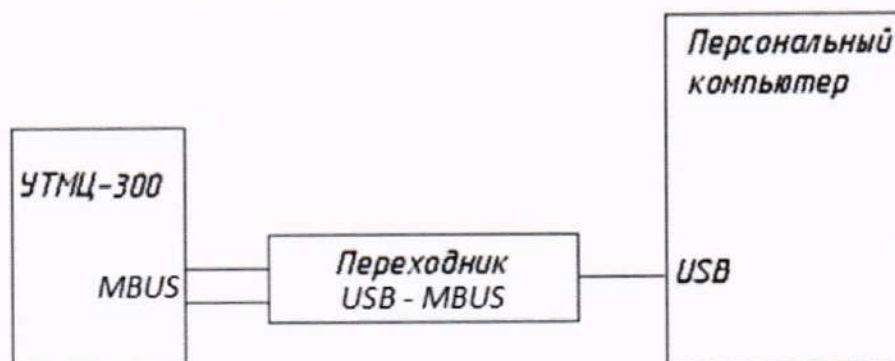 Персональный
компьютер
УТМЦ-300
MBUS
Переходник
USB - MBUS
USB